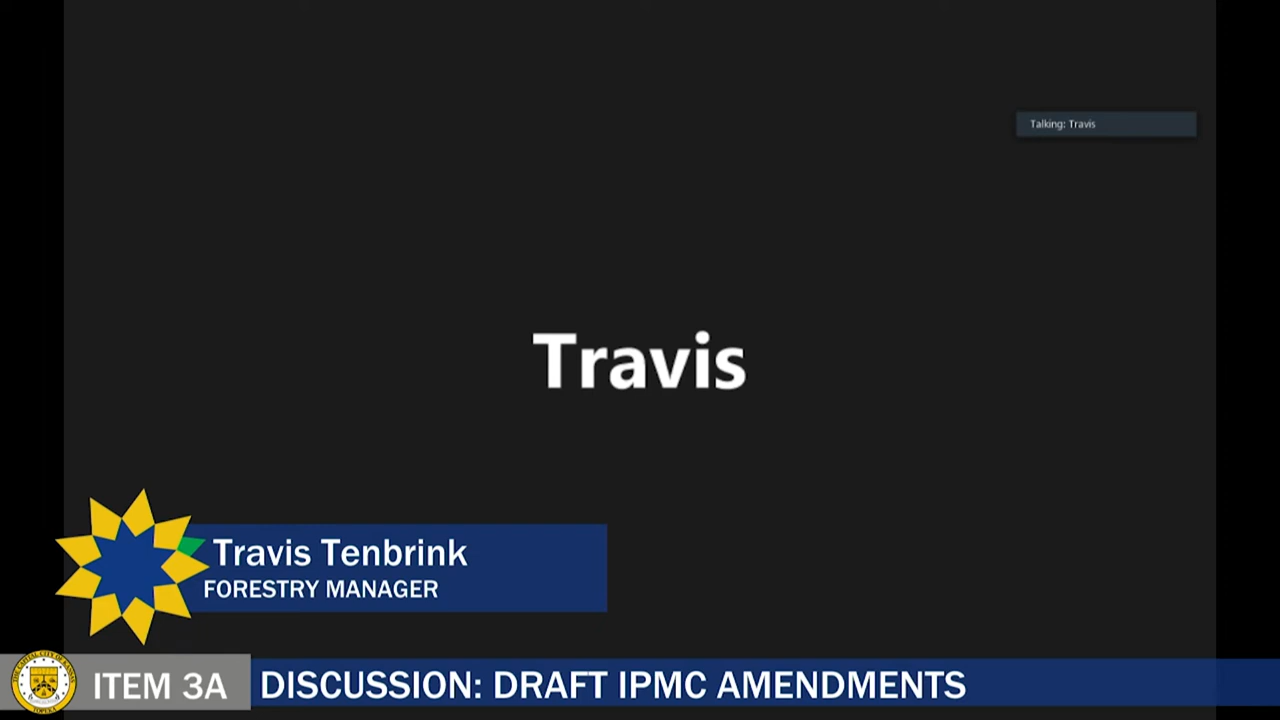 Talking: Travis
Travis
Travis Tenbrink
FORESTRY MANAGER
ITEM 3A
DISCUSSION: DRAFT IPMC AMENDMENTS